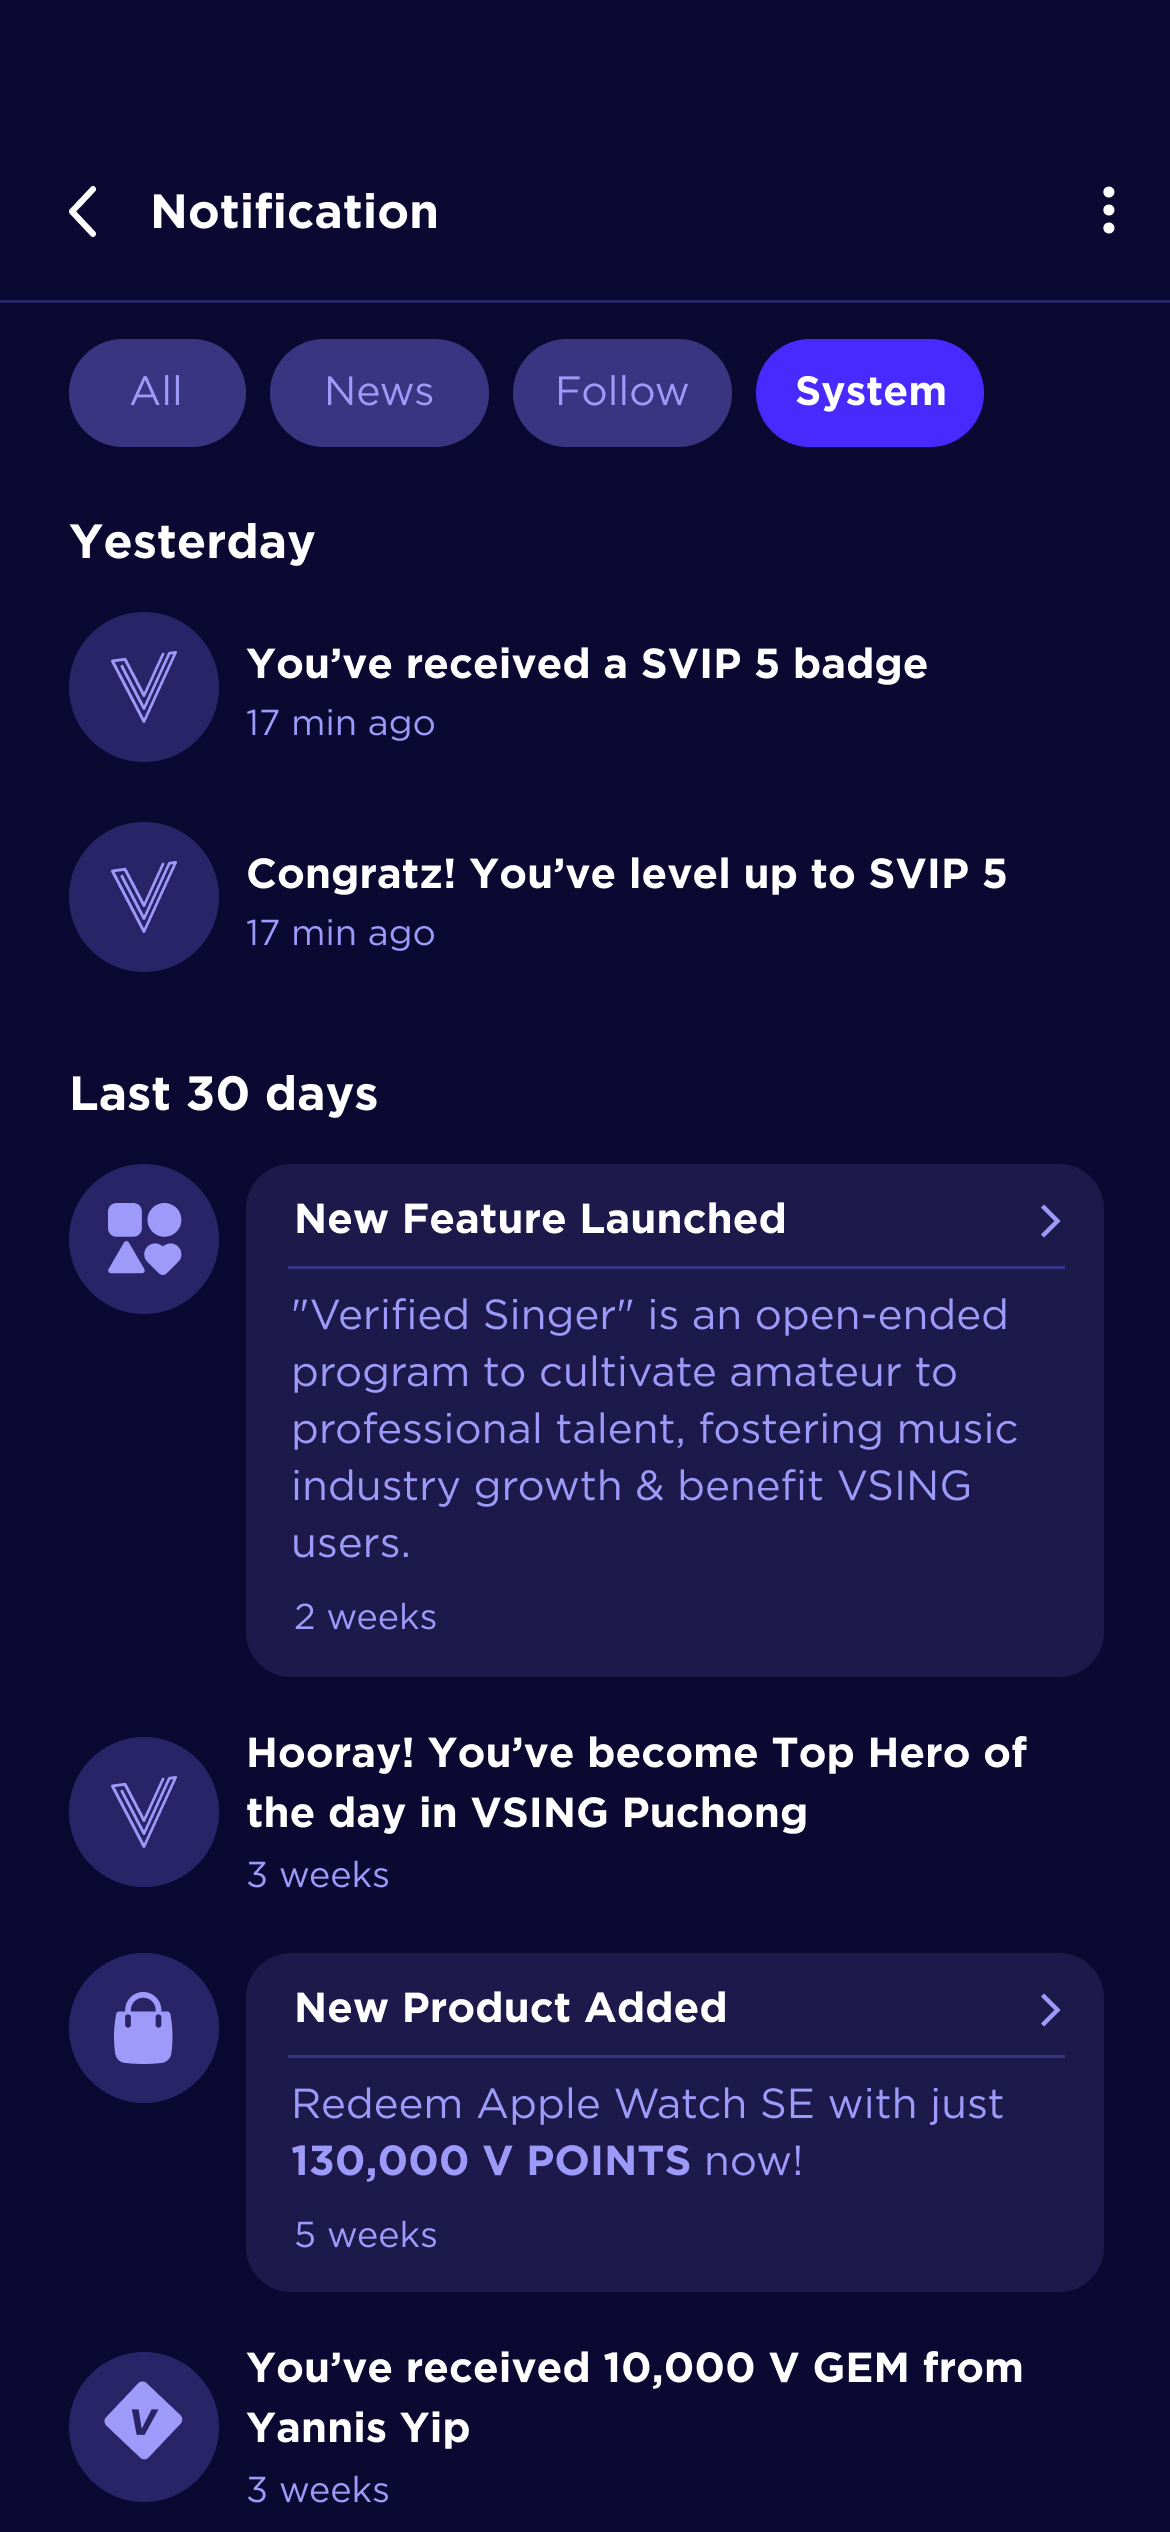 Notification
All
News
Follow
System
Yesterday
You’ve received a SVIP 5 badge
17 min ago
Congratz! You’ve level up to SVIP 5
17 min ago
Last 30 days
New Feature Launched
"Verified Singer" is an open-ended
program to cultivate amateur to
professional talent, fostering music
industry growth & benefit VSING
users.
2 weeks
Hooray! You’ve become Top Hero of
the day in VSING Puchong
3 weeks
New Product Added
Redeem Apple Watch SE with just
130,000 V POINTS now!
5 weeks
You’ve received 10,000 V GEM from
Yannis Yip
3 weeks